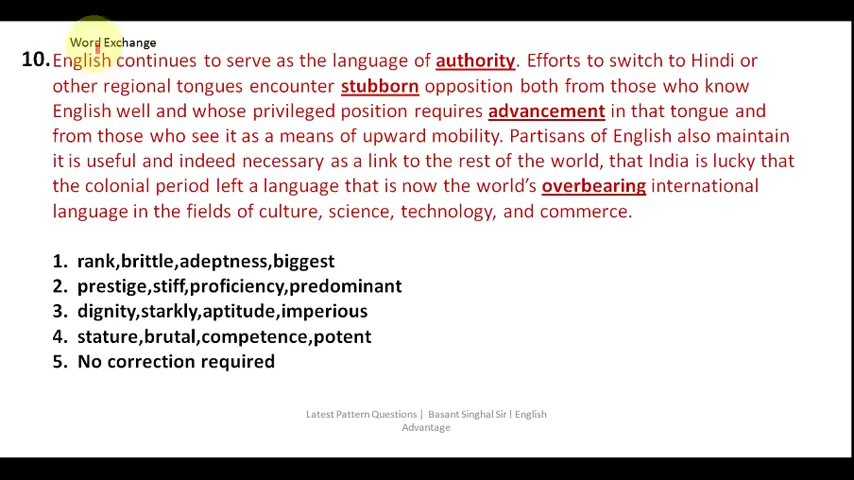 Word Exchange
10. English continues to serve as the language of authority. Efforts to switch to Hindi or
other regional tongues encounter stubborn opposition both from those who know
English well and whose privileged position requires advancement in that tongue and
from those who see it as a means of upward mobility. Partisans of English also maintain
it is useful and indeed necessary as a link to the rest of the world, that India is lucky that
the colonial period left a language that is now the world's overbearing international
language in the fields of culture, science, technology, and commerce.
1. rank,brittle,adeptness,biggest
2. prestige,stiff,proficiency,predominant
3. dignity,starkly,aptitude,imperious
4. stature,brutal,competence,potent
5. No correction required
Latest Pattern Questions | Basant Singhal Sir ! English
Advantage